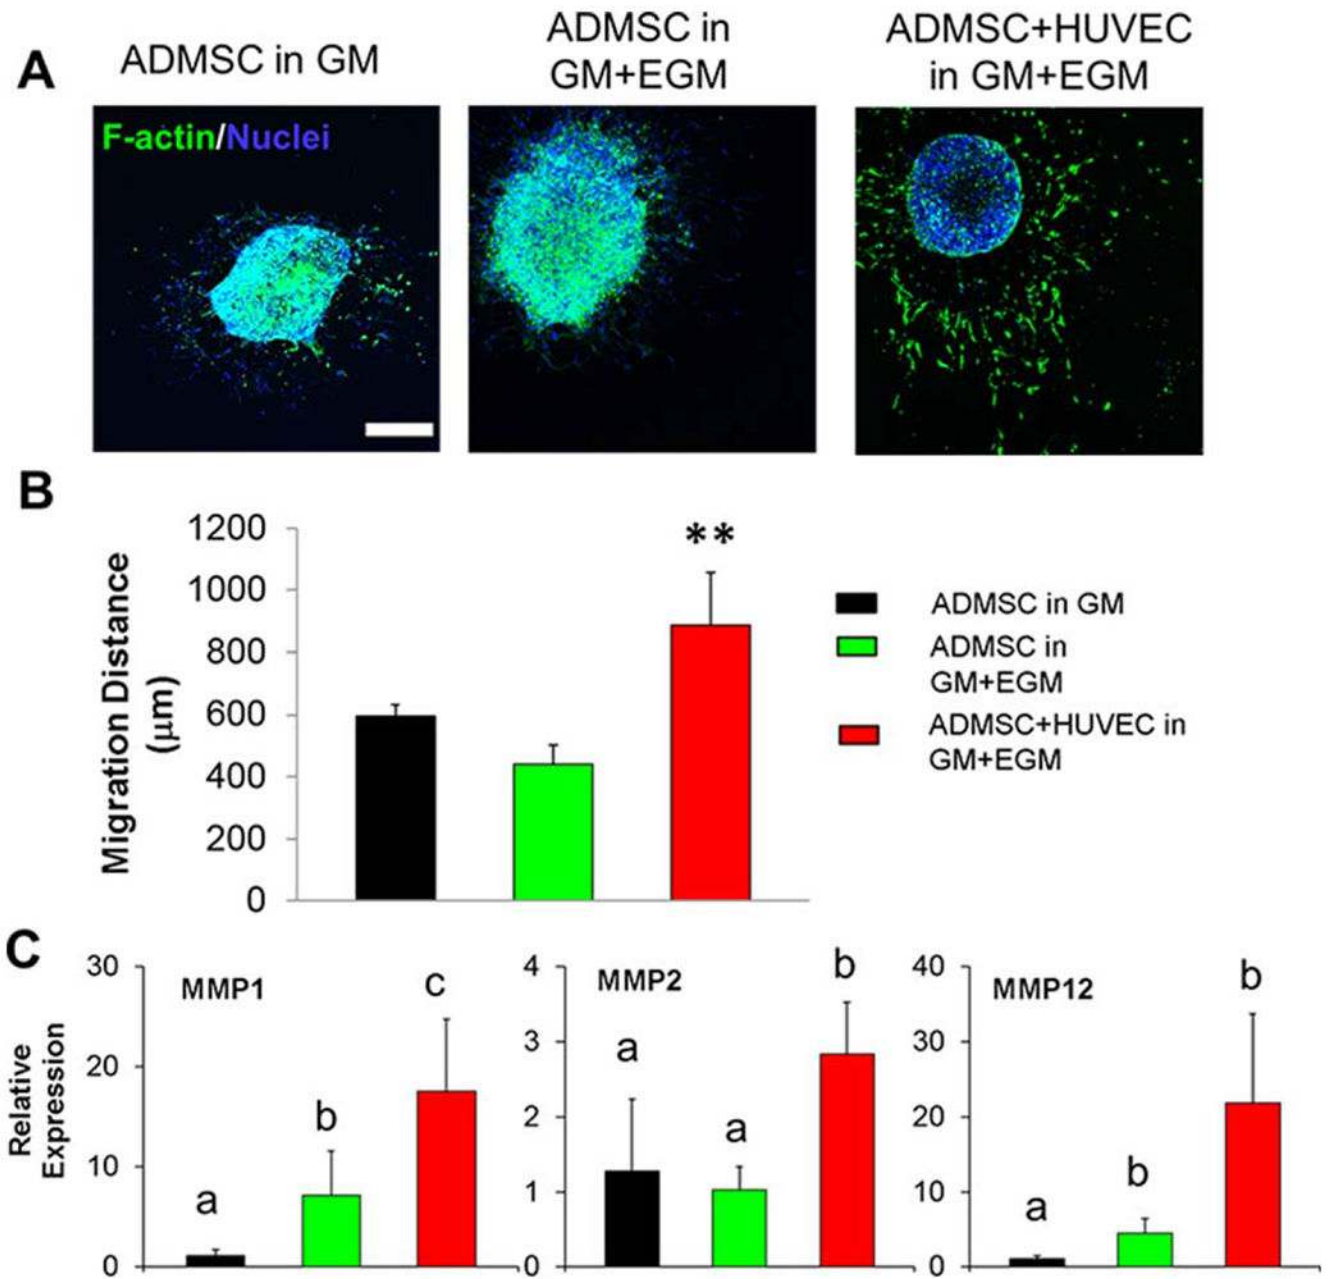 A
ADMSC in GM
ADMSC in
GM+EGM
ADMSC+HUVEC
in GM+EGM
F-actin/Nuclei
B
Migration Distance
(µm)
1200
1000
800
600
400
200
0
**
ADMSC in GM
ADMSC in
GM+EGM
ADMSC+HUVEC in
GM+EGM
C
Relative
Expression
30
20
10
0
MMP1
a
b
c
4
3
2
1
0
MMP2
a
a
b
40
30
20
10
0
MMP12
a
b
b